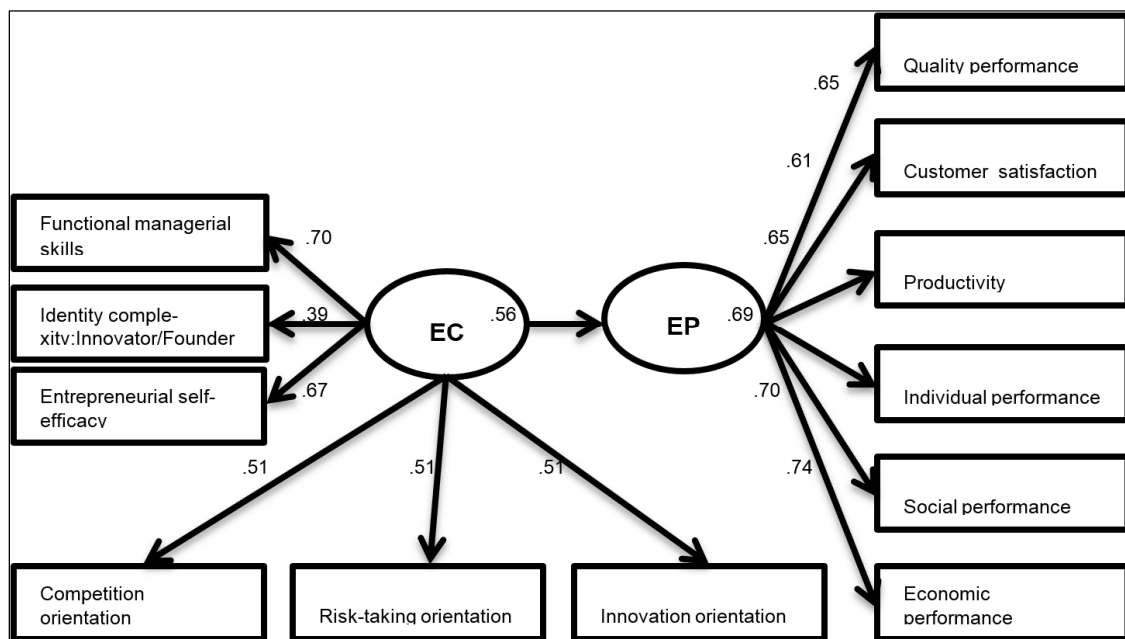 Quality performance
.65
.61
Customer satisfaction
Functional managerial
skills
.70
.65
Productivity
Identity comple-
xitv:Innovator/Founder
.39
EC
.56
EP
.69
Entrepreneurial self-
efficacy
.67
.70
Individual performance
.51
.51
.51
.74
Social performance
Competition
orientation
Risk-taking orientation
Innovation orientation
Economic
performance